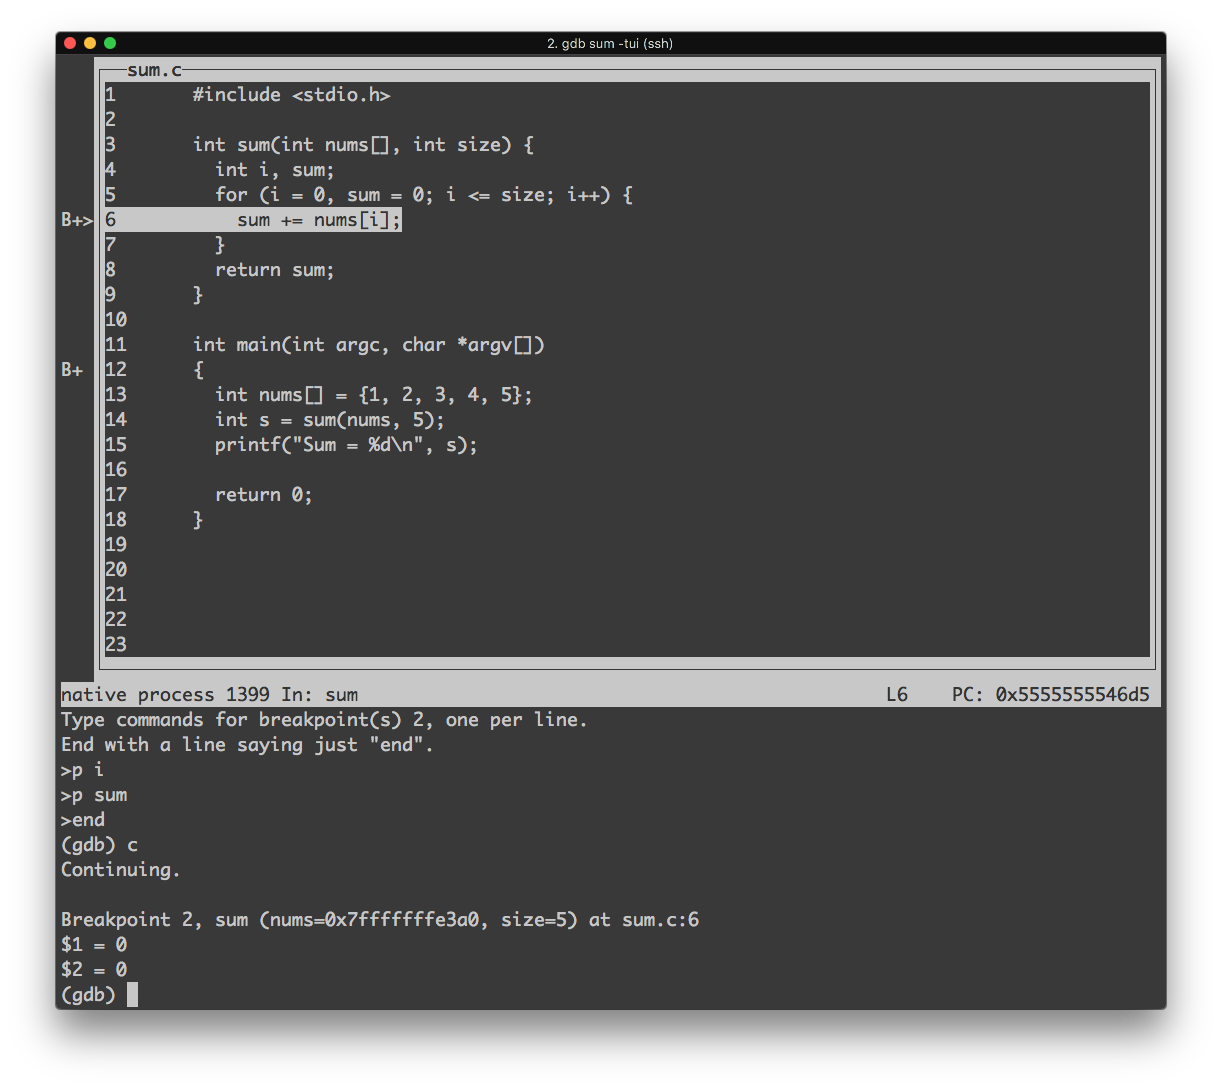 2. gdb sum -tui (ssh)
sum.c
1 #include <stdio.h>
2
3 int sum(int nums[], int size) {
4 int i, sum;
5 for (i = 0, sum = 0; i <= size; i++) {
B+> 6 sum += nums[i];
7 }
8 return sum;
9 }
10
11 int main(int argc, char *argv[])
B+ 12 {
13 int nums[] = {1, 2, 3, 4, 5};
14 int s = sum(nums, 5);
15 printf("Sum = %d\n", s);
16
17 return 0;
18 }
19
20
21
22
23
native process 1399 In: sum L6 PC: 0x5555555546d5
Type commands for breakpoint(s) 2, one per line.
End with a line saying just "end".
>p i
>p sum
>end
(gdb) c
Continuing.
Breakpoint 2, sum (nums=0x7fffffffe3a0, size=5) at sum.c:6
$1 = 0
$2 = 0
(gdb)